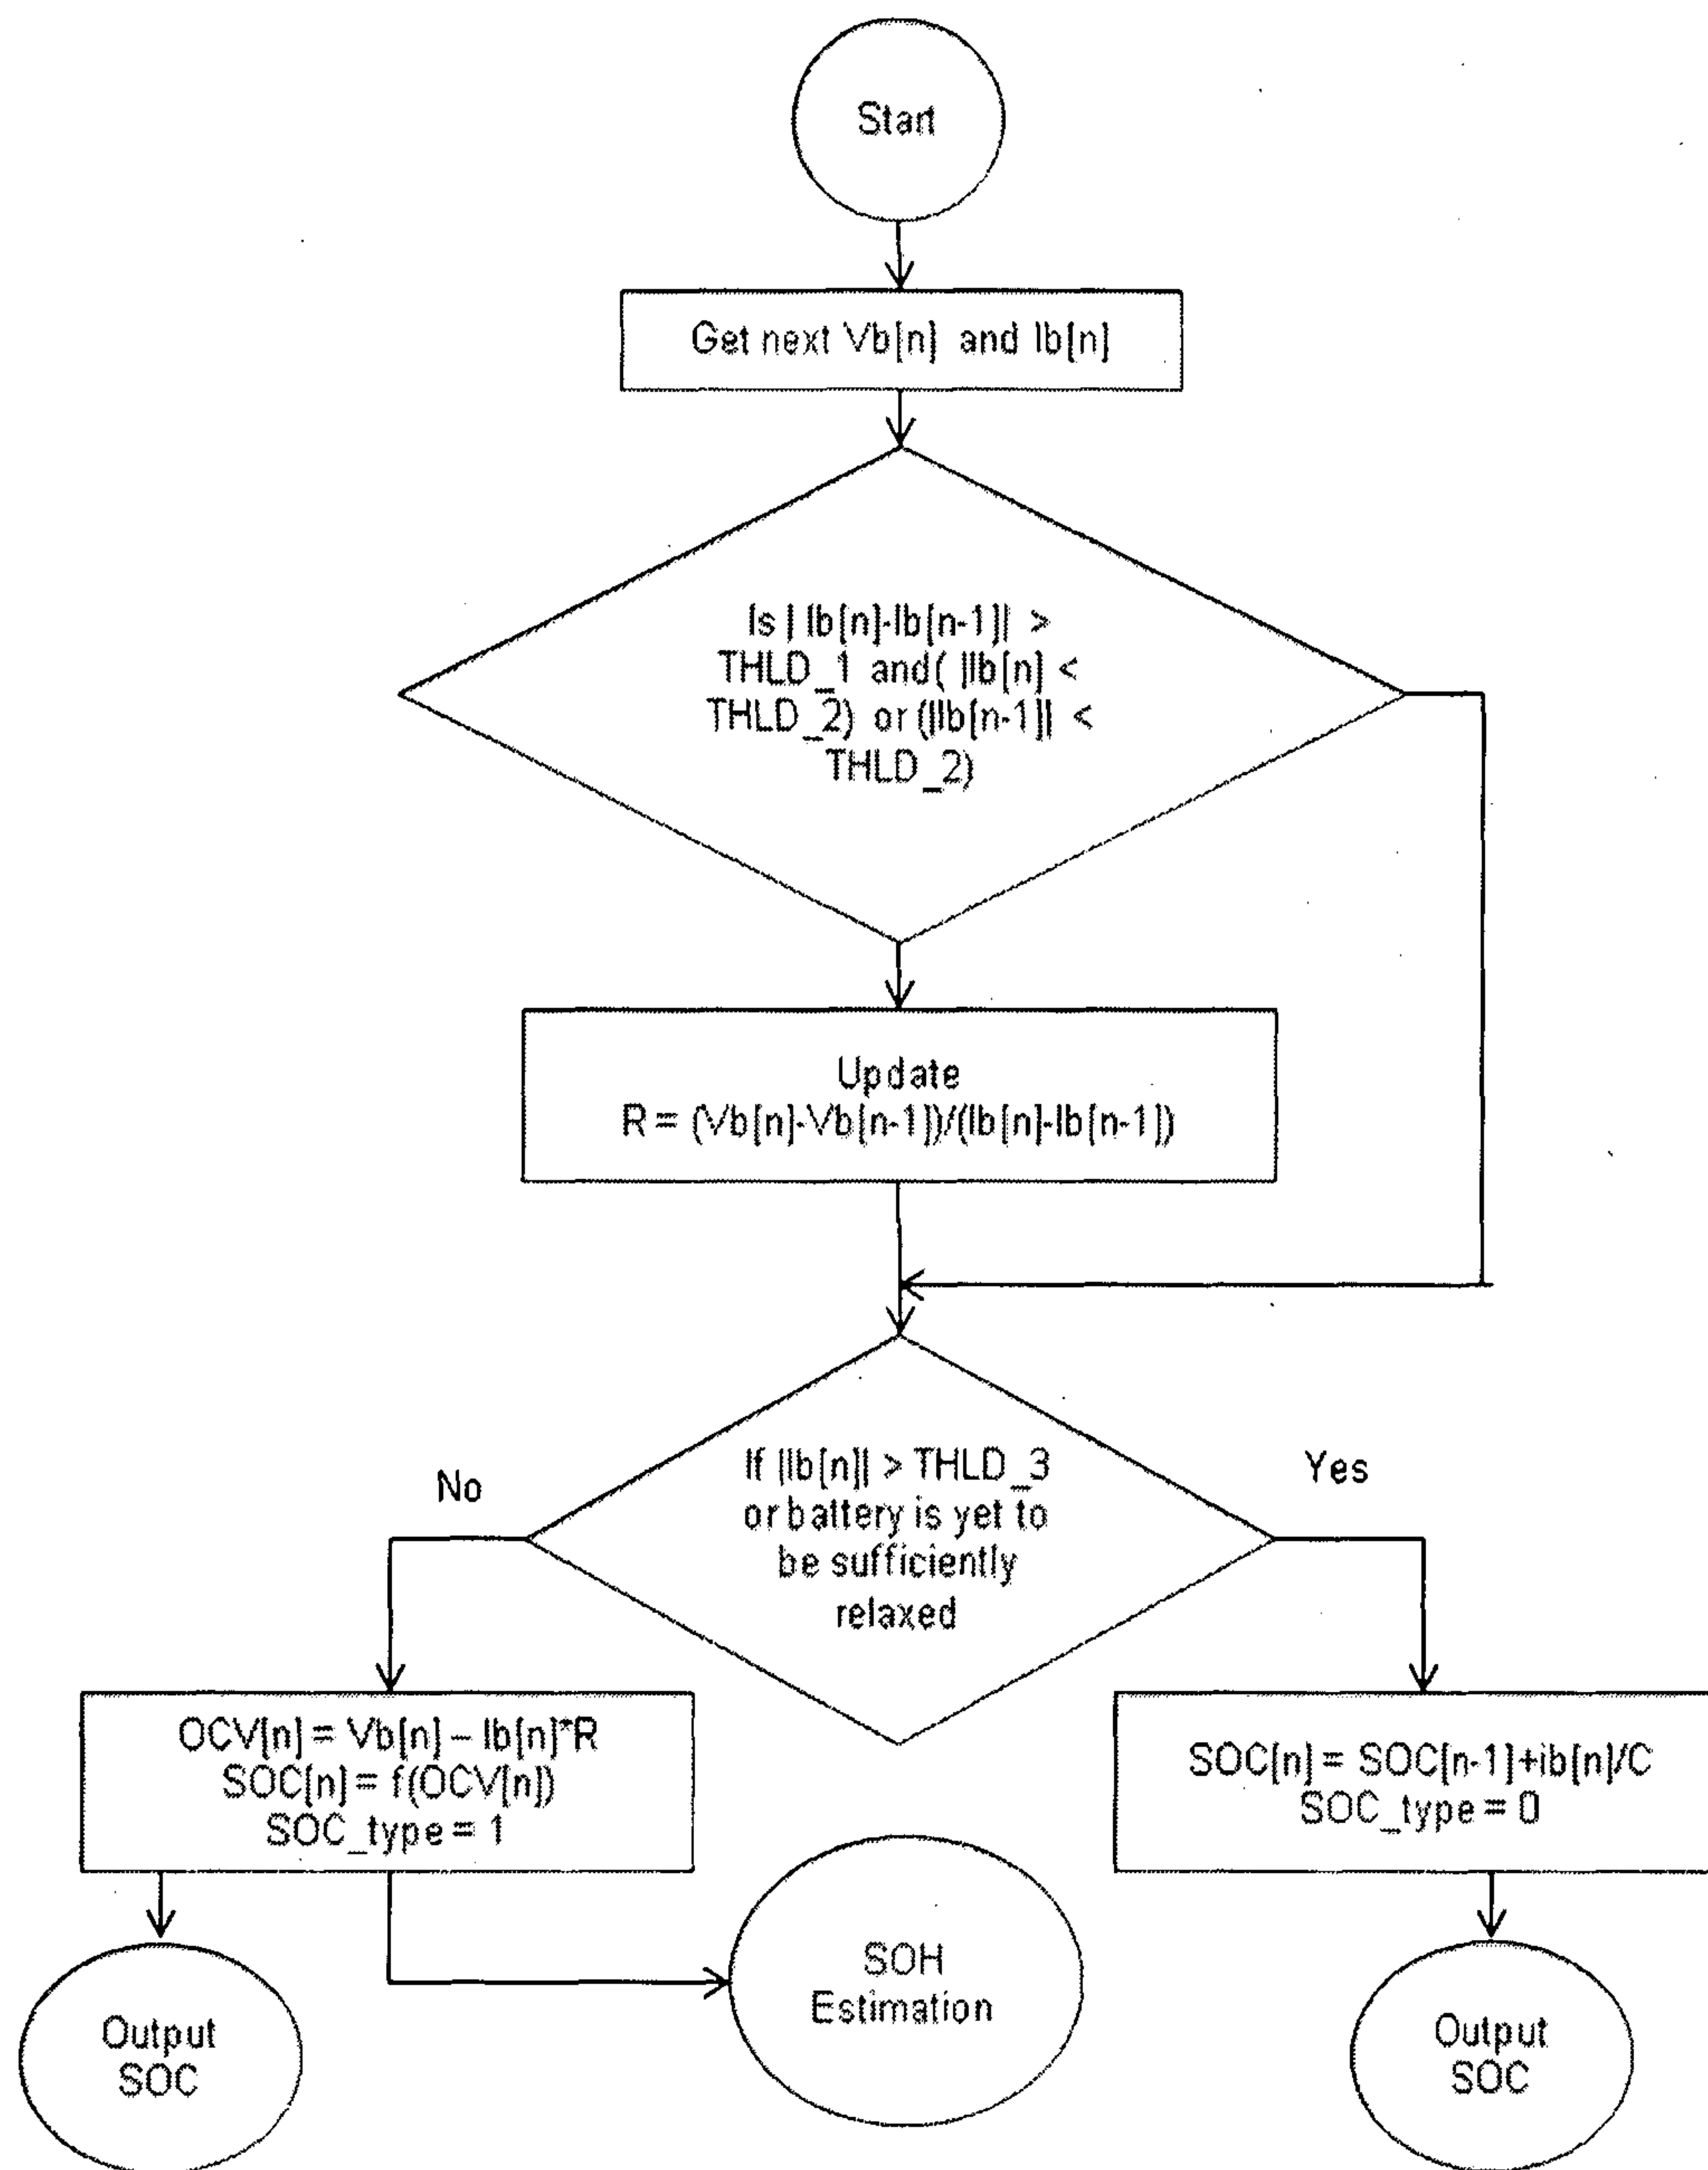 Start
Get next Vb[n] and Ib[n]
Is | Ib[n]-Ib[n-1]| >
THLD_1 and( |Ib[n] <
THLD_2) or (|Ib[n-1]| <
THLD_2)
Update
R = (Vb[n]-Vb[n-1])/(Ib[n]-Ib[n-1])
If |Ib[n]| > THLD_3
or battery is yet to
be sufficiently
relaxed
No
Yes
OCV[n] = Vb[n] – Ib[n]*R
SOC[n] = f(OCV[n])
SOC_type = 1
SOC[n] = SOC[n-1]+ib[n]/C
SOC_type = 0
Output
SOC
SOH
Estimation
Output
SOC